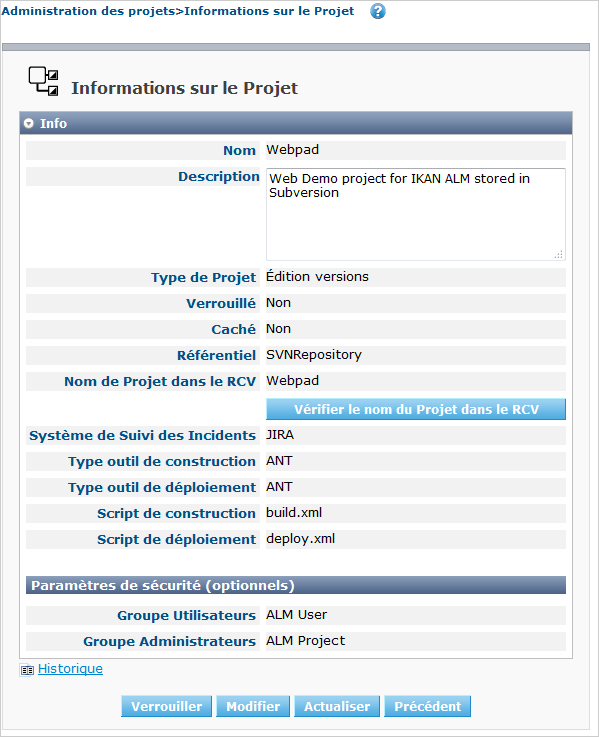 Administration des projets>Informations sur le Projet ?
Informations sur le Projet
Info
Nom Webpad
Description Web Demo project for IKAN ALM stored in
Subversion
Type de Projet Édition versions
Verrouillé Non
Caché Non
Référentiel SVNRepository
Nom de Projet dans le RCV Webpad
Vérifier le nom du Projet dans le RCV
Système de Suivi des Incidents JIRA
Type outil de construction ANT
Type outil de déploiement ANT
Script de construction build.xml
Script de déploiement deploy.xml
Paramètres de sécurité (optionnels)
Groupe Utilisateurs ALM User
Groupe Administrateurs ALM Project
Historique
Verrouiller Modifier Actualiser Précédent